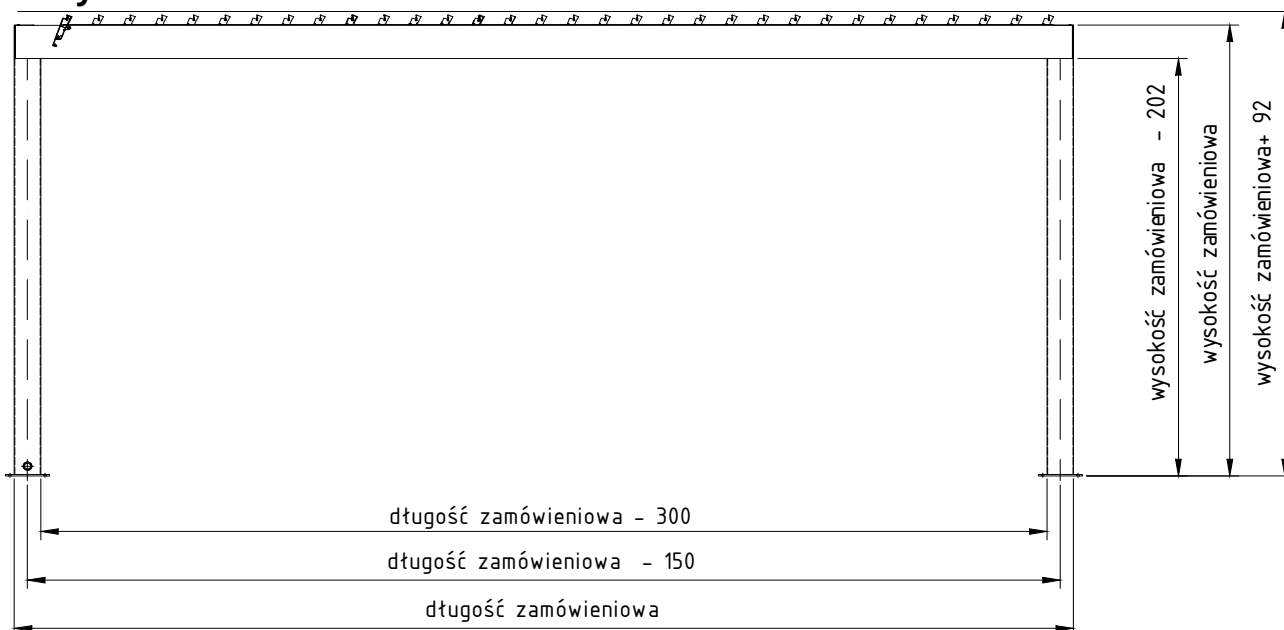 wysokość zamówieniowa - 202
wysokość zamówieniowa
wysokość zamówieniowa+ 92
długość zamówieniowa - 300
długość zamówieniowa - 150
długość zamówieniowa